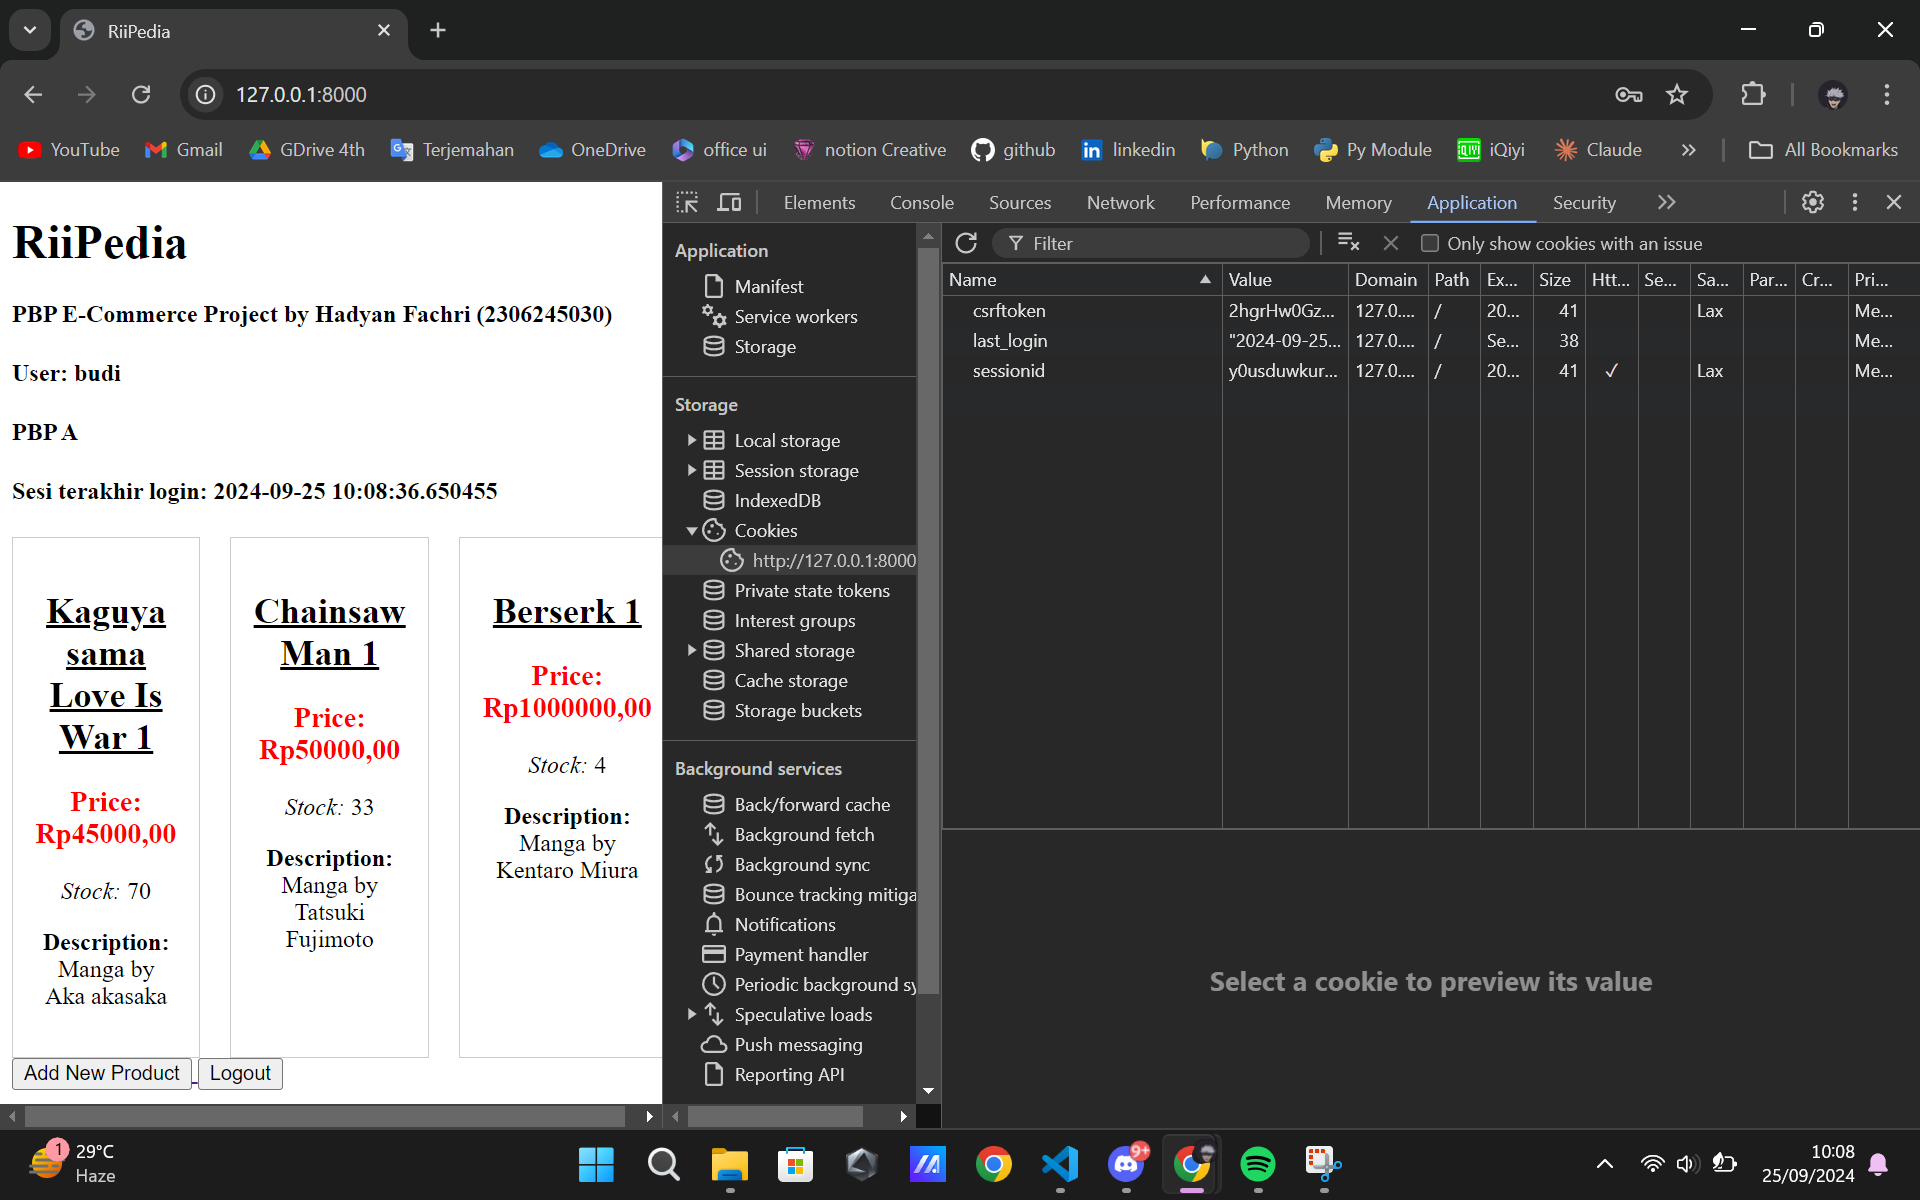 RiiPedia
127.0.0.1:8000
YouTube
Gmail
GDrive 4th
Terjemahan
OneDrive
office ui
notion Creative
github
linkedin
Python
Py Module
iQIYI
iQiyi
Claude
All Bookmarks
RiiPedia
PBP E-Commerce Project by Hadyan Fachri (2306245030)
User: budi
PBP A
Sesi terakhir login: 2024-09-25 10:08:36.650455
Kaguya
sama
Love Is
War 1
Price:
Rp45000,00
Stock: 70
Description:
Manga by
Aka akasaka
Chainsaw
Man 1
Price:
Rp50000,00
Stock: 33
Description:
Manga by
Tatsuki
Fujimoto
Berserk 1
Price:
Rp1000000,00
Stock: 4
Description:
Manga by
Kentaro Miura
Add New Product
Logout
Elements
Console
Sources
Network
Performance
Memory
Application
Security
Application
Manifest
Service workers
Storage
Storage
Local storage
Session storage
IndexedDB
Cookies
http://127.0.0.1:8000
Private state tokens
Interest groups
Shared storage
Cache storage
Storage buckets
Background services
Back/forward cache
Background fetch
Background sync
Bounce tracking mitiga
Notifications
Payment handler
Periodic background sy
Speculative loads
Push messaging
Reporting API
Filter
Only show cookies with an issue
Name Value Domain Path Ex... Size Htt... Se... Sa... Par... Cr... Pri...
csrftoken 2hgrHw0Gz... 127.0.... / 20... 41 Lax Me...
last_login "2024-09-25... 127.0.... / Se... 38 Me...
sessionid y0usduwkur... 127.0.... / 20... 41 ✓ Lax Me...
Select a cookie to preview its value
1
29°C
Haze
9+
10:08
25/09/2024